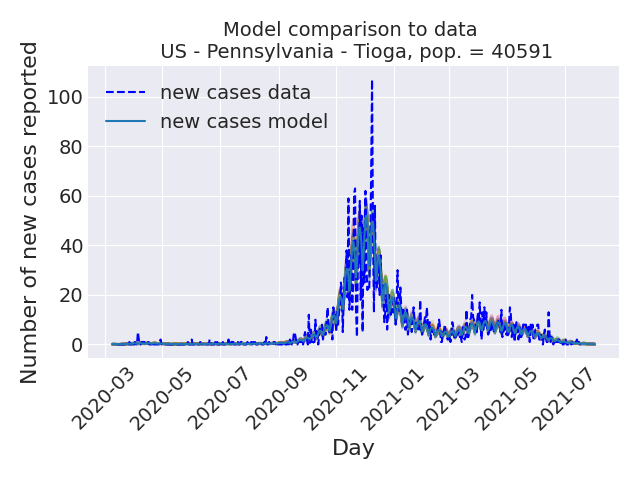 Model comparison to data
US - Pennsylvania - Tioga, pop. = 40591
Number of new cases reported
100
80
60
40
20
0
new cases data
new cases model
2020-03
2020-05
2020-07
2020-09
2020-11
2021-01
2021-03
2021-05
2021-07
Day